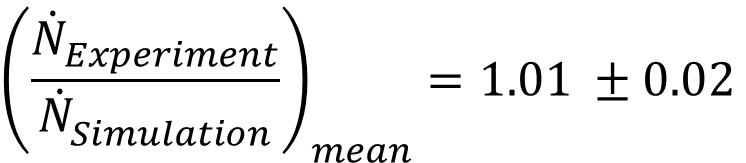 (Ṅ_Experiment / Ṅ_Simulation)_mean = 1.01 ± 0.02